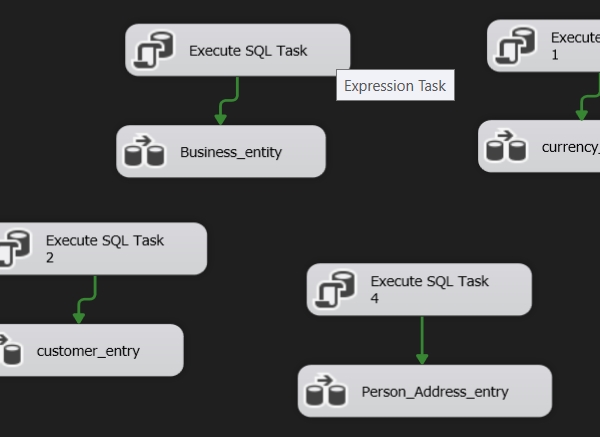 Execute SQL Task
Execute
1
Expression Task
Business_entity
currency_
Execute SQL Task
2
Execute SQL Task
4
customer_entry
Person_Address_entry